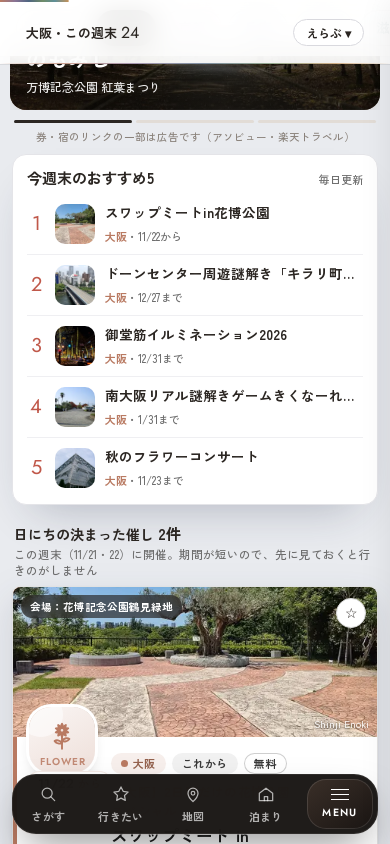 大阪・この週末 24
えらぶ ▾
万博記念公園 紅葉まつり
券・宿のリンクの一部は広告です（アソビュー・楽天トラベル）
今週末のおすすめ5
毎日更新
1
スワップミートin花博公園
大阪・11/22から
2
ドーンセンター周遊謎解き「キラリ町…
大阪・12/27まで
3
御堂筋イルミネーション2026
大阪・12/31まで
4
南大阪リアル謎解きゲームきくなーれ…
大阪・1/31まで
5
秋のフラワーコンサート
大阪・11/23まで
日にちの決まった催し 2件
この週末（11/21・22）に開催。期間が短いので、先に見ておくと行
きのがしません
会場：花博記念公園鶴見緑地
☆
Shinji Enoki
FLOWER
大阪
これから
無料
スワップミート in
さがす
行きたい
地図
泊まり
MENU